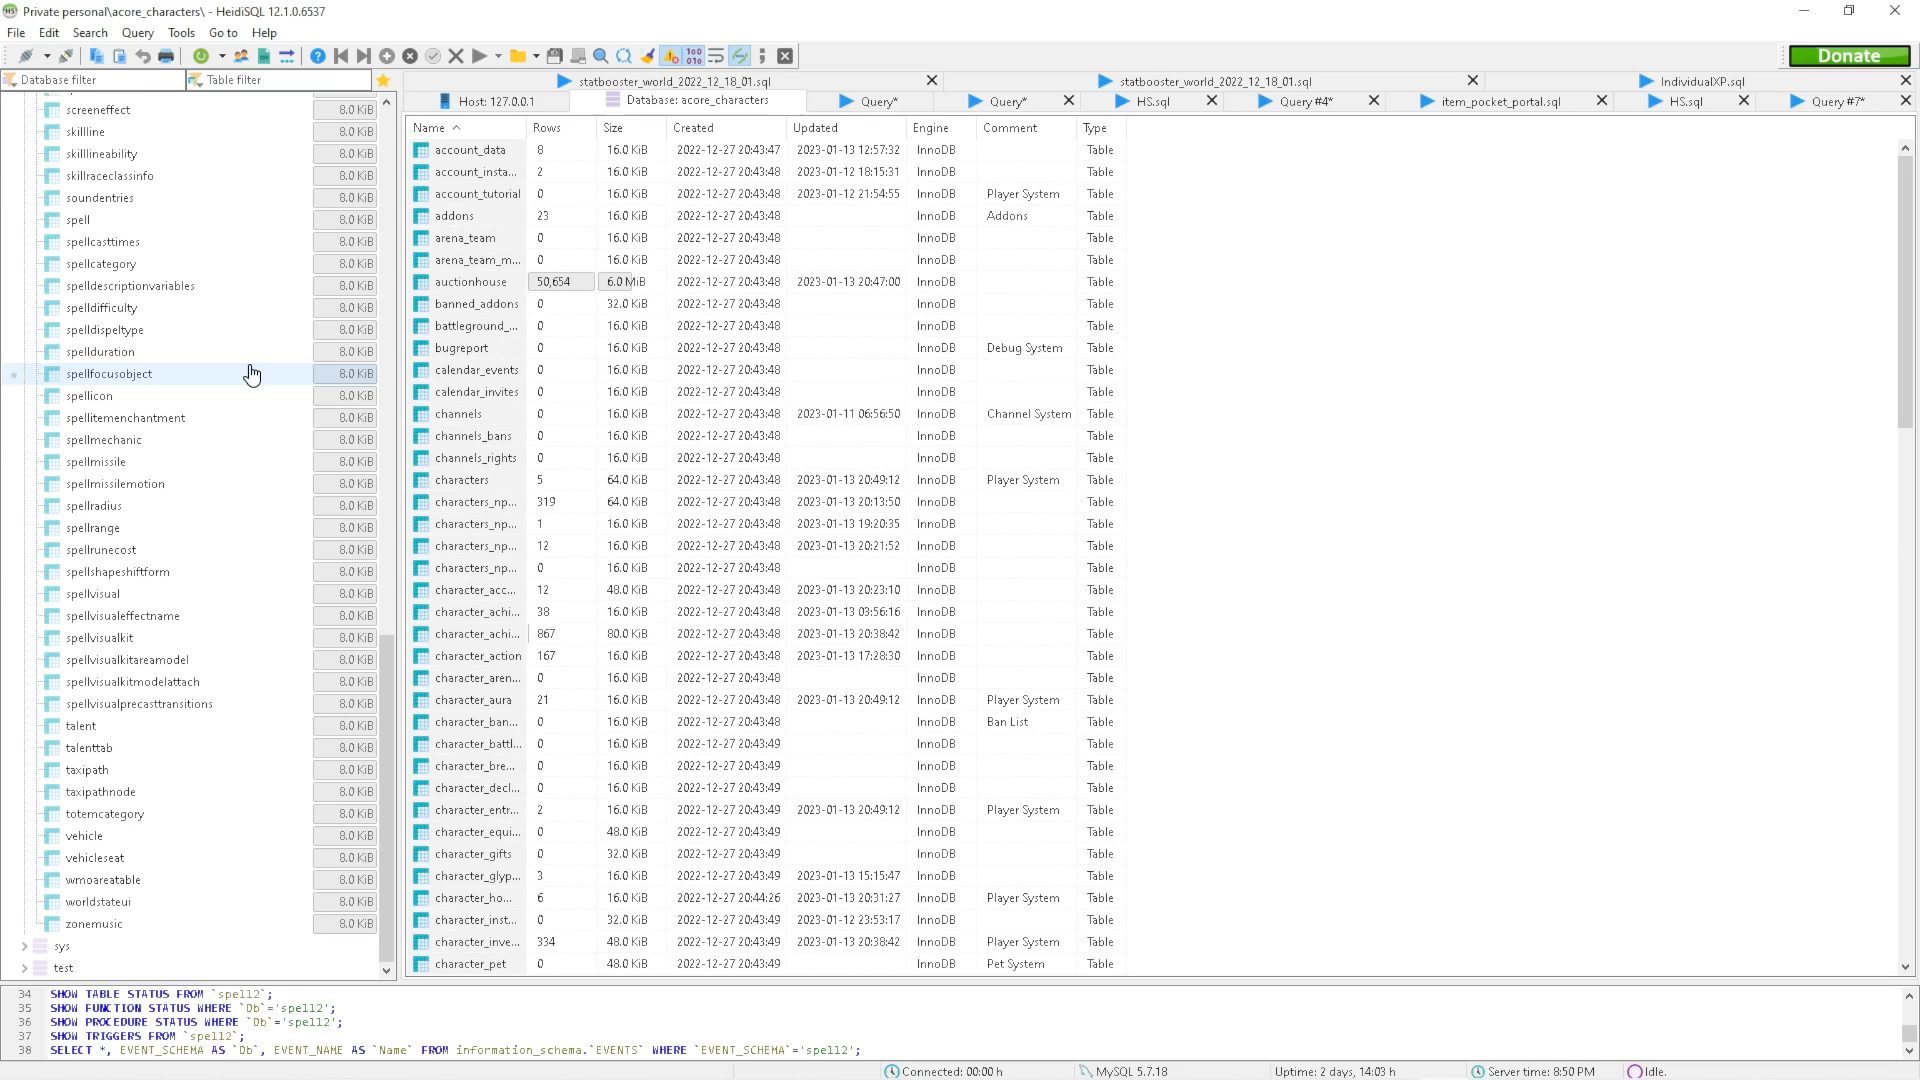 Private personal\acore_characters\ - HeidiSQL 12.1.0.6537
File Edit Search Query Tools Go to Help
Donate
Database filter Table filter
statbooster_world_2022_12_18_01.sql statbooster_world_2022_12_18_01.sql IndividualXP.sql
Host: 127.0.0.1 Database: acore_characters Query* Query* HS.sql Query #4* item_pocket_portal.sql HS.sql Query #7*
Name Rows Size Created Updated Engine Comment Type
screeneffect 8.0 KiB
skillline 8.0 KiB
skilllineability 8.0 KiB
skillraceclassinfo 8.0 KiB
soundentries 8.0 KiB
spell 8.0 KiB
spellcasttimes 8.0 KiB
spellcategory 8.0 KiB
spelldescriptionvariables 8.0 KiB
spelldifficulty 8.0 KiB
spelldispeltype 8.0 KiB
spellduration 8.0 KiB
spellfocusobject 8.0 KiB
spellicon 8.0 KiB
spellitemenchantment 8.0 KiB
spellmechanic 8.0 KiB
spellmissile 8.0 KiB
spellmissilemotion 8.0 KiB
spellradius 8.0 KiB
spellrange 8.0 KiB
spellrunecost 8.0 KiB
spellshapeshiftform 8.0 KiB
spellvisual 8.0 KiB
spellvisualeffectname 8.0 KiB
spellvisualkit 8.0 KiB
spellvisualkitareamodel 8.0 KiB
spellvisualkitmodelattach 8.0 KiB
spellvisualprecasttransitions 8.0 KiB
talent 8.0 KiB
talenttab 8.0 KiB
taxipath 8.0 KiB
taxipathnode 8.0 KiB
totemcategory 8.0 KiB
vehicle 8.0 KiB
vehicleseat 8.0 KiB
wmoareatable 8.0 KiB
worldstateui 8.0 KiB
zonemusic 8.0 KiB
sys
test
account_data 8 16.0 KiB 2022-12-27 20:43:47 2023-01-13 12:57:32 InnoDB Table
account_insta... 2 16.0 KiB 2022-12-27 20:43:48 2023-01-12 18:15:31 InnoDB Table
account_tutorial 0 16.0 KiB 2022-12-27 20:43:48 2023-01-12 21:54:55 InnoDB Player System Table
addons 23 16.0 KiB 2022-12-27 20:43:48 InnoDB Addons Table
arena_team 0 16.0 KiB 2022-12-27 20:43:48 InnoDB Table
arena_team_m... 0 16.0 KiB 2022-12-27 20:43:48 InnoDB Table
auctionhouse 50,654 6.0 MiB 2022-12-27 20:43:48 2023-01-13 20:47:00 InnoDB Table
banned_addons 0 32.0 KiB 2022-12-27 20:43:48 InnoDB Table
battleground_... 0 16.0 KiB 2022-12-27 20:43:48 InnoDB Table
bugreport 0 16.0 KiB 2022-12-27 20:43:48 InnoDB Debug System Table
calendar_events 0 16.0 KiB 2022-12-27 20:43:48 InnoDB Table
calendar_invites 0 16.0 KiB 2022-12-27 20:43:48 InnoDB Table
channels 0 16.0 KiB 2022-12-27 20:43:48 2023-01-11 06:56:50 InnoDB Channel System Table
channels_bans 0 16.0 KiB 2022-12-27 20:43:48 InnoDB Table
channels_rights 0 16.0 KiB 2022-12-27 20:43:48 InnoDB Table
characters 5 64.0 KiB 2022-12-27 20:43:48 2023-01-13 20:49:12 InnoDB Player System Table
characters_np... 319 64.0 KiB 2022-12-27 20:43:48 2023-01-13 20:13:50 InnoDB Table
characters_np... 1 16.0 KiB 2022-12-27 20:43:48 2023-01-13 19:20:35 InnoDB Table
characters_np... 12 16.0 KiB 2022-12-27 20:43:48 2023-01-13 20:21:52 InnoDB Table
characters_np... 0 16.0 KiB 2022-12-27 20:43:48 InnoDB Table
character_acc... 12 48.0 KiB 2022-12-27 20:43:48 2023-01-13 20:23:10 InnoDB Table
character_achi... 38 16.0 KiB 2022-12-27 20:43:48 2023-01-13 03:56:16 InnoDB Table
character_achi... 867 80.0 KiB 2022-12-27 20:43:48 2023-01-13 20:38:42 InnoDB Table
character_action 167 16.0 KiB 2022-12-27 20:43:48 2023-01-13 17:28:30 InnoDB Table
character_aren... 0 16.0 KiB 2022-12-27 20:43:48 InnoDB Table
character_aura 21 16.0 KiB 2022-12-27 20:43:48 2023-01-13 20:49:12 InnoDB Player System Table
character_ban... 0 16.0 KiB 2022-12-27 20:43:48 InnoDB Ban List Table
character_battl... 0 16.0 KiB 2022-12-27 20:43:49 InnoDB Table
character_bre... 0 16.0 KiB 2022-12-27 20:43:49 InnoDB Table
character_decl... 0 16.0 KiB 2022-12-27 20:43:49 InnoDB Table
character_entr... 2 16.0 KiB 2022-12-27 20:43:49 2023-01-13 20:49:12 InnoDB Player System Table
character_equi... 0 48.0 KiB 2022-12-27 20:43:49 InnoDB Table
character_gifts 0 32.0 KiB 2022-12-27 20:43:49 InnoDB Table
character_glyp... 3 16.0 KiB 2022-12-27 20:43:49 2023-01-13 15:15:47 InnoDB Table
character_ho... 6 16.0 KiB 2022-12-27 20:44:26 2023-01-13 20:31:27 InnoDB Player System Table
character_inst... 0 32.0 KiB 2022-12-27 20:43:49 2023-01-12 23:53:17 InnoDB Table
character_inve... 334 48.0 KiB 2022-12-27 20:43:49 2023-01-13 20:38:42 InnoDB Player System Table
character_pet 0 48.0 KiB 2022-12-27 20:43:49 InnoDB Pet System Table
34 SHOW TABLE STATUS FROM `spell2`;
35 SHOW FUNCTION STATUS WHERE `Db`='spell2';
36 SHOW PROCEDURE STATUS WHERE `Db`='spell2';
37 SHOW TRIGGERS FROM `spell2`;
38 SELECT *, EVENT_SCHEMA AS `Db`, EVENT_NAME AS `Name` FROM information_schema.`EVENTS` WHERE `EVENT_SCHEMA`='spell2';
Connected: 00:00 h MySQL 5.7.18 Uptime: 2 days, 14:03 h Server time: 8:50 PM Idle.